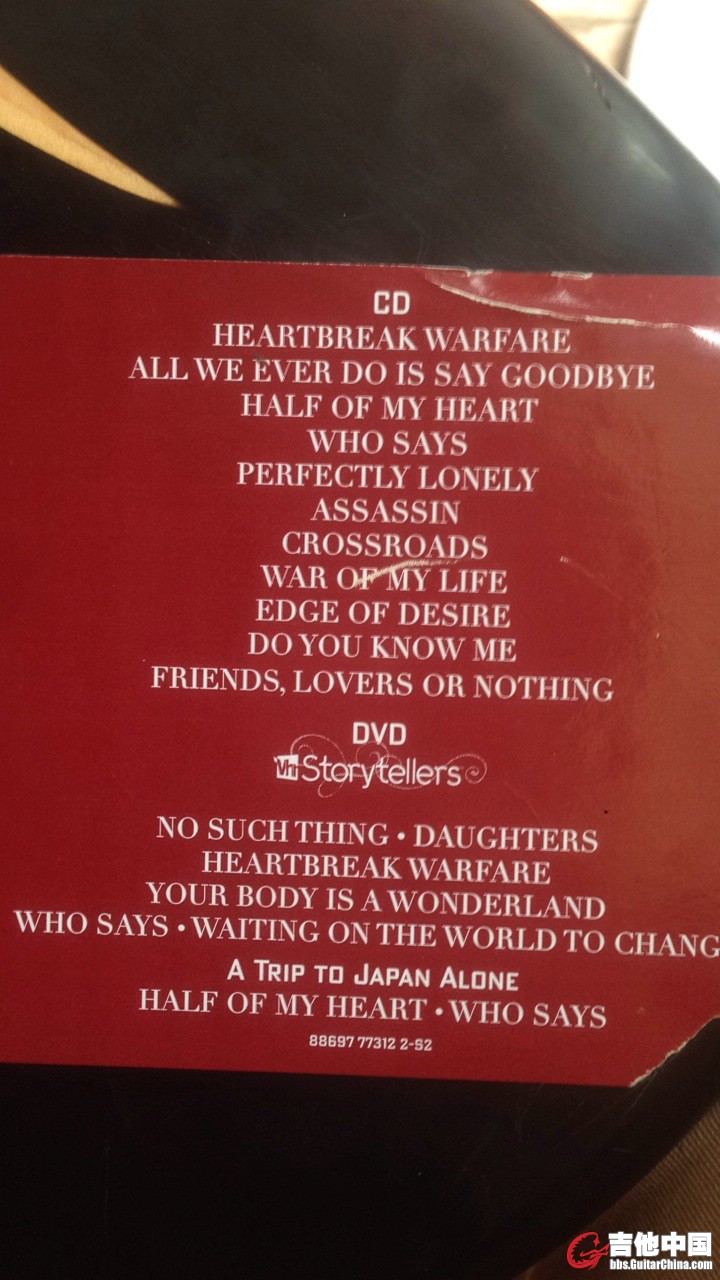 CD
HEARTBREAK WARFARE
ALL WE EVER DO IS SAY GOODBYE
HALF OF MY HEART
WHO SAYS
PERFECTLY LONELY
ASSASSIN
CROSSROADS
WAR OF MY LIFE
EDGE OF DESIRE
DO YOU KNOW ME
FRIENDS, LOVERS OR NOTHING
DVD
VH1 Storytellers
NO SUCH THING • DAUGHTERS
HEARTBREAK WARFARE
YOUR BODY IS A WONDERLAND
WHO SAYS • WAITING ON THE WORLD TO CHANG
A TRIP TO JAPAN ALONE
HALF OF MY HEART • WHO SAYS
88697 77312 2-S2
吉他中国
bbs.GuitarChina.com